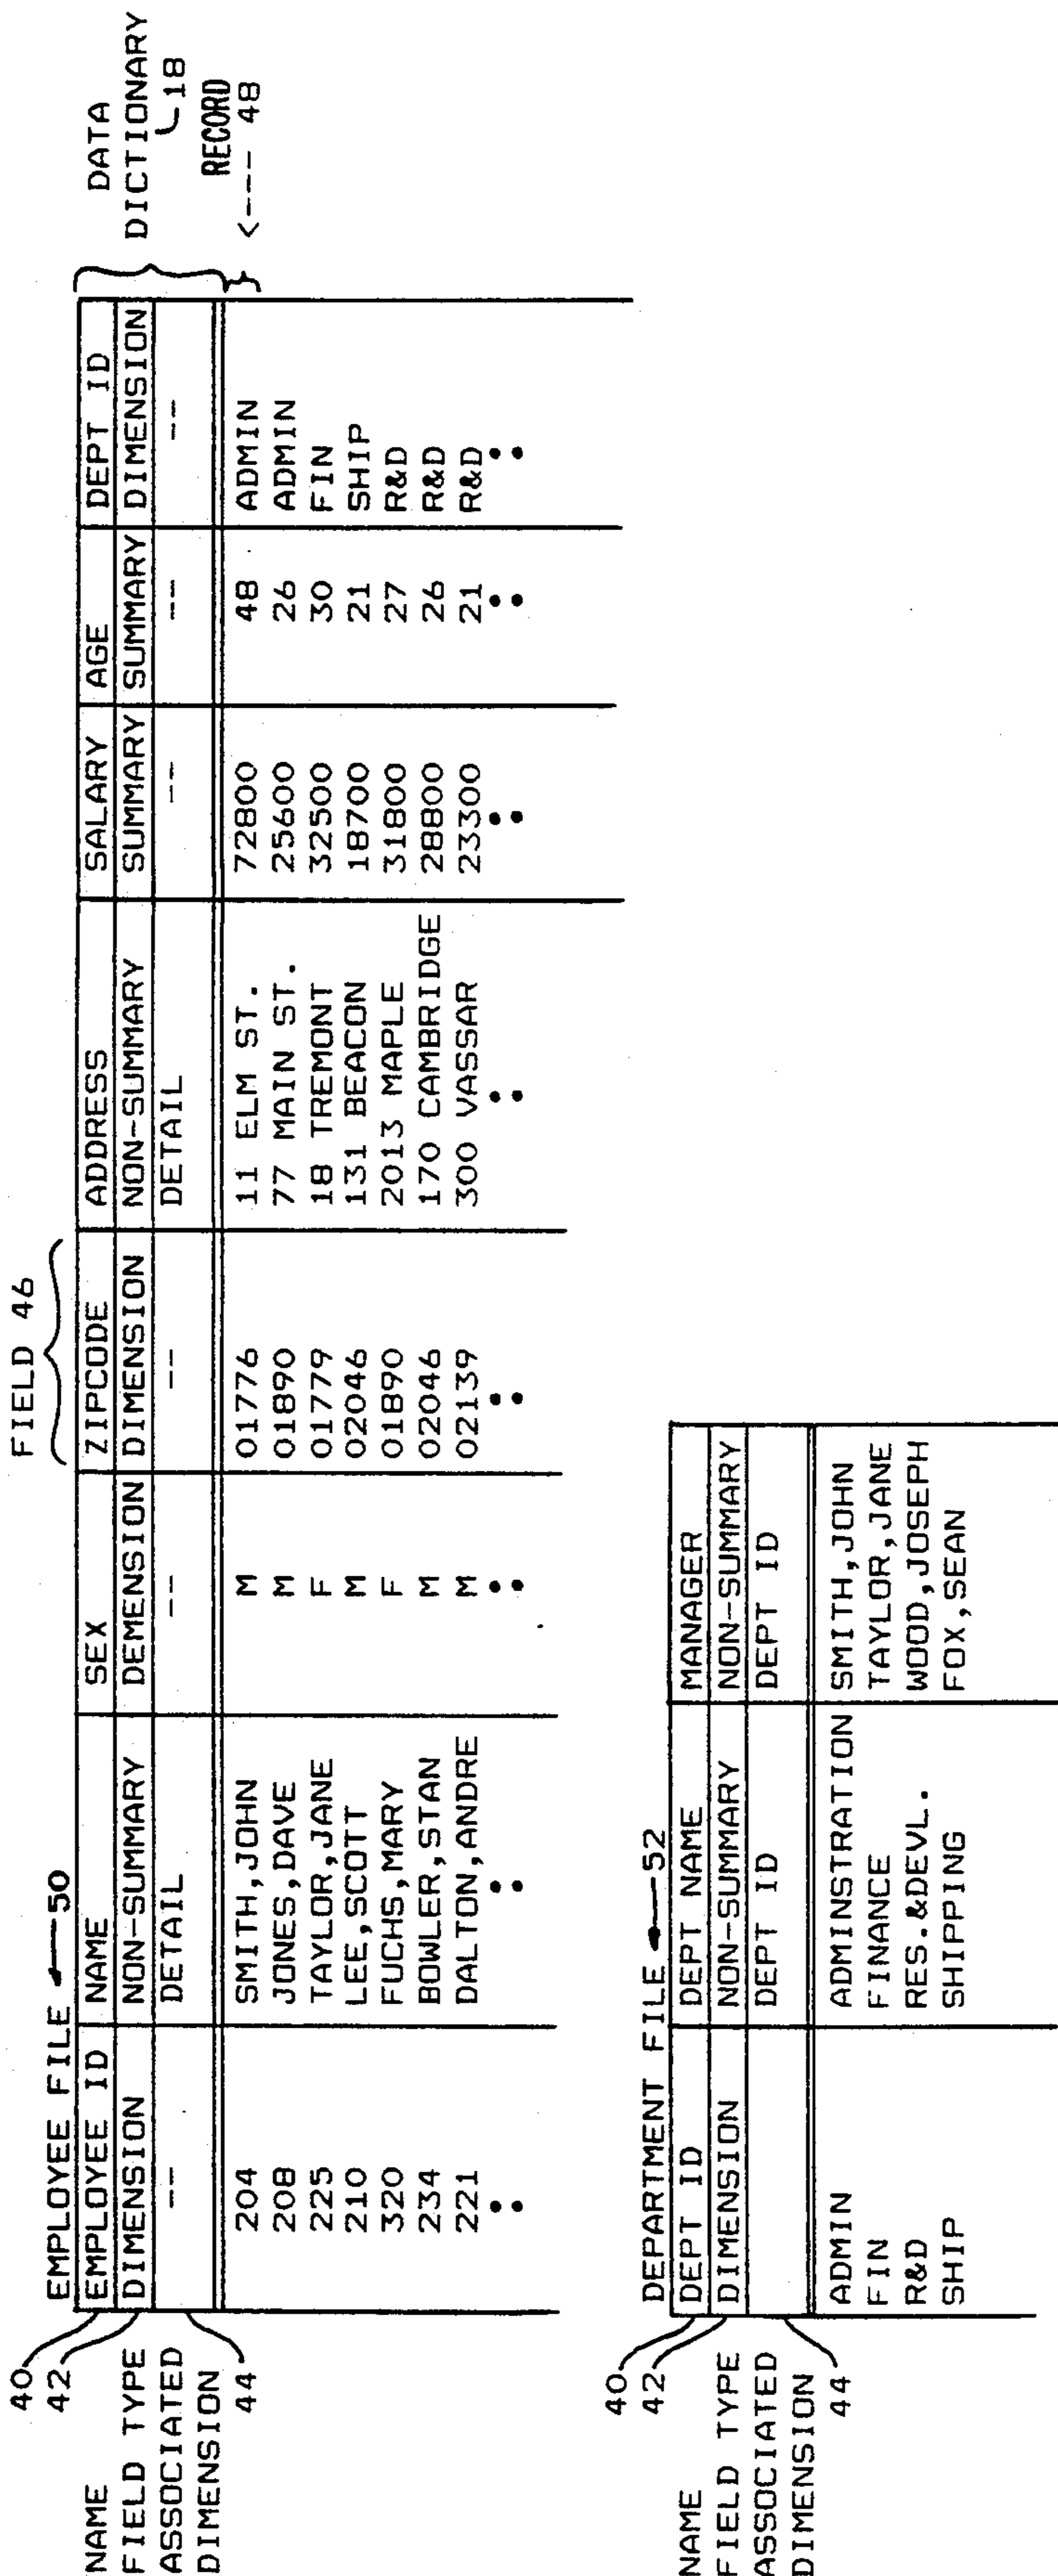 FIELD 46
EMPLOYEE FILE 50
40
42
44
NAME EMPLOYEE ID NAME SEX ZIPCODE ADDRESS SALARY AGE DEPT ID
FIELD TYPE DIMENSION NON-SUMMARY DEMENSION DIMENSION NON-SUMMARY SUMMARY SUMMARY DIMENSION
ASSOCIATED DIMENSION -- DETAIL -- -- DETAIL -- -- --
DATA
DICTIONARY
18
RECORD
<--- 48
204 SMITH,JOHN M 01776 11 ELM ST. 72800 48 ADMIN
208 JONES,DAVE M 01890 77 MAIN ST. 25600 26 ADMIN
225 TAYLOR,JANE F 01779 18 TREMONT 32500 30 FIN
210 LEE,SCOTT M 02046 131 BEACON 18700 21 SHIP
320 FUCHS,MARY F 01890 2013 MAPLE 31800 27 R&D
234 BOWLER,STAN M 02046 170 CAMBRIDGE 28800 26 R&D
221 DALTON,ANDRE M 02139 300 VASSAR 23300 21 R&D
DEPARTMENT FILE 52
40
42
44
NAME DEPT ID DEPT NAME MANAGER
FIELD TYPE DIMENSION NON-SUMMARY NON-SUMMARY
ASSOCIATED DIMENSION DEPT ID DEPT ID
ADMIN ADMINSTRATION SMITH,JOHN
FIN FINANCE TAYLOR,JANE
R&D RES.&DEVL. WOOD,JOSEPH
SHIP SHIPPING FOX,SEAN